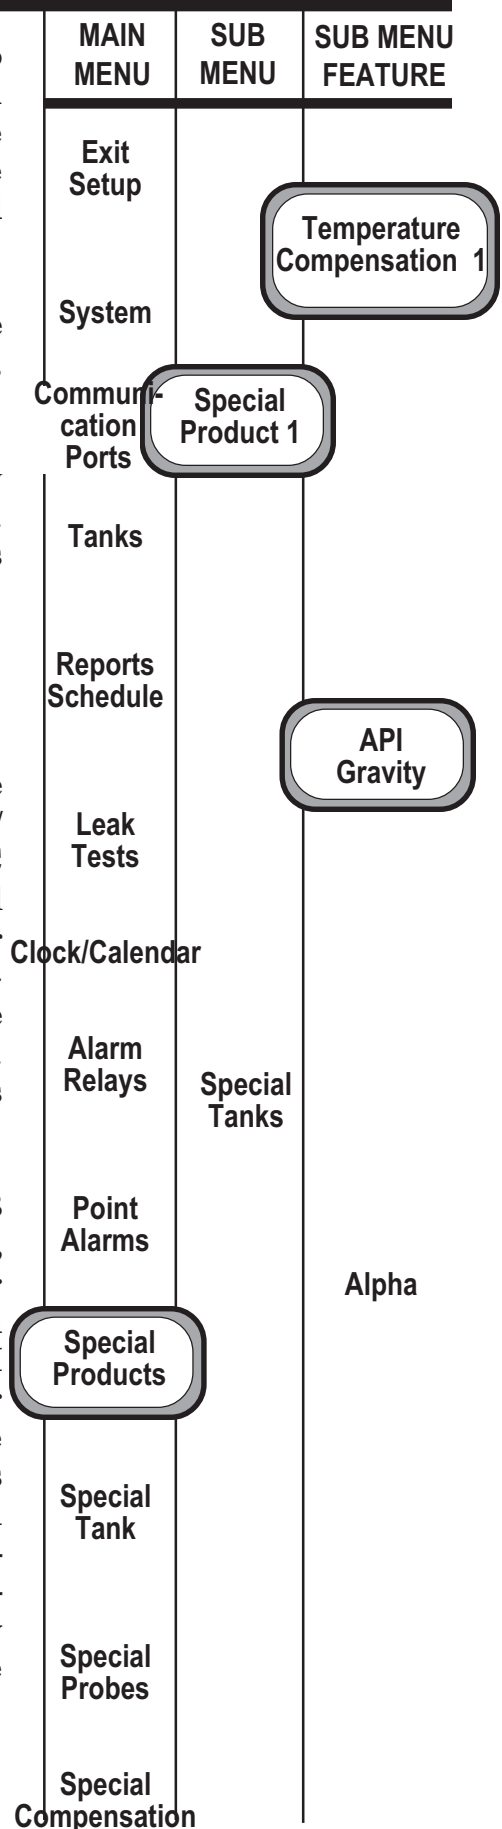 MAIN
MENU
SUB
MENU
SUB MENU
FEATURE
Exit
Setup
Temperature
Compensation 1
System
Communi-
cation
Ports
Special
Product 1
Tanks
Reports
Schedule
API
Gravity
Leak
Tests
Clock/Calendar
Alarm
Relays
Special
Tanks
Point
Alarms
Alpha
Special
Products
Special
Tank
Special
Probes
Special
Compensation